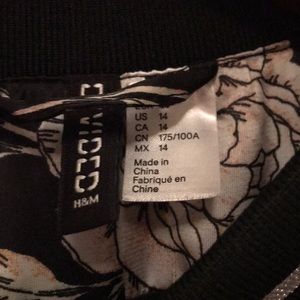 DIVIDED
H&M
US 14
CA 14
CN 175/100A
MX 14
Made in
China
Fabriqué en
Chine